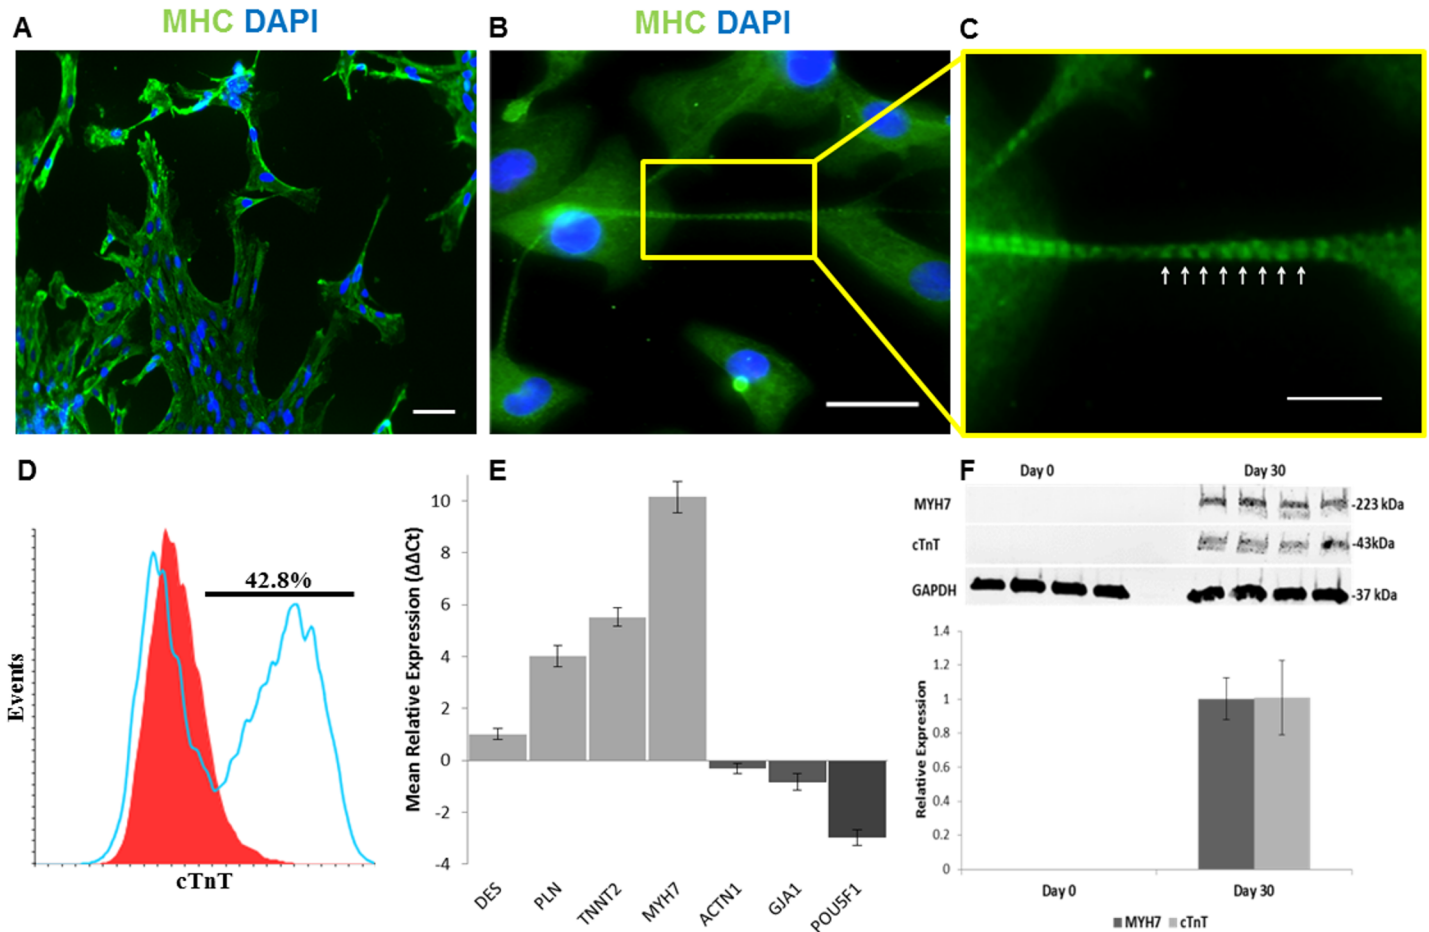 A
MHC DAPI
B
MHC DAPI
C
D
42.8%
Events
cTnT
E
Mean Relative Expression (ΔΔCt)
10
8
6
4
2
0
-2
-4
DES
PLN
TNNT2
MYH7
ACTN1
GJA1
POU5F1
F
Day 0
Day 30
MYH7
-223 kDa
cTnT
-43kDa
GAPDH
-37 kDa
Relative Expression
1.4
1.2
1
0.8
0.6
0.4
0.2
0
Day 0
Day 30
MYH7
cTnT